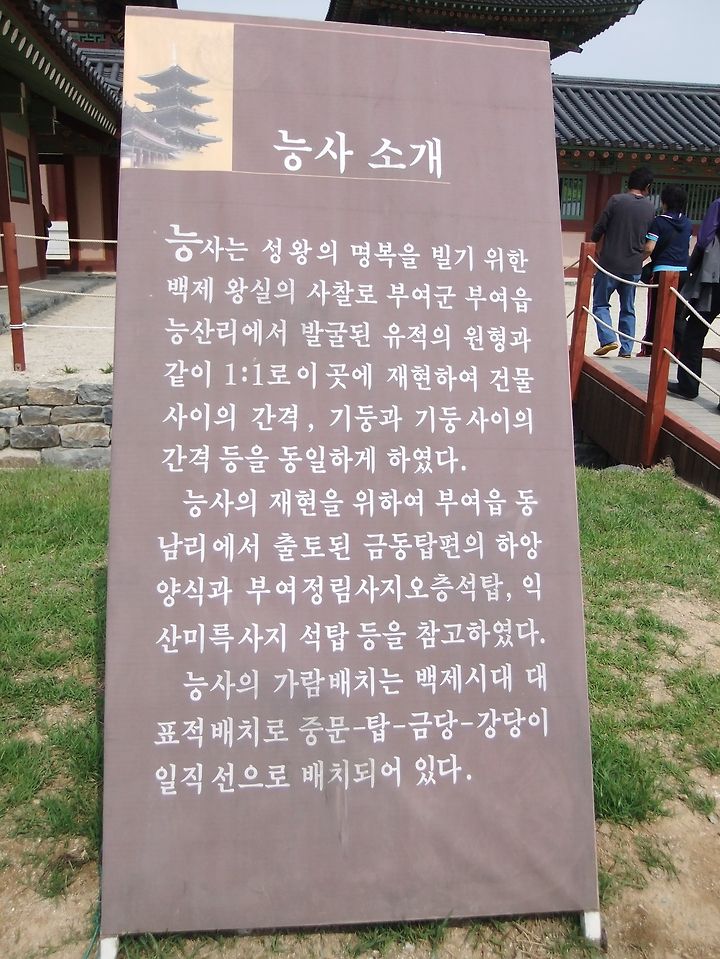 능사 소개
능사는 성왕의 명복을 빌기 위한
백제 왕실의 사찰로 부여군 부여읍
능산리에서 발굴된 유적의 원형과
같이 1:1로 이 곳에 재현하여 건물
사이의 간격, 기둥과 기둥사이의
간격 등을 동일하게 하였다.
능사의 재현을 위하여 부여읍 동
남리에서 출토된 금동탑편의 하앙
양식과 부여정림사지오층석탑, 익
산미륵사지 석탑 등을 참고하였다.
능사의 가람배치는 백제시대 대
표적배치로 중문-탑-금당-강당이
일직선으로 배치되어 있다.